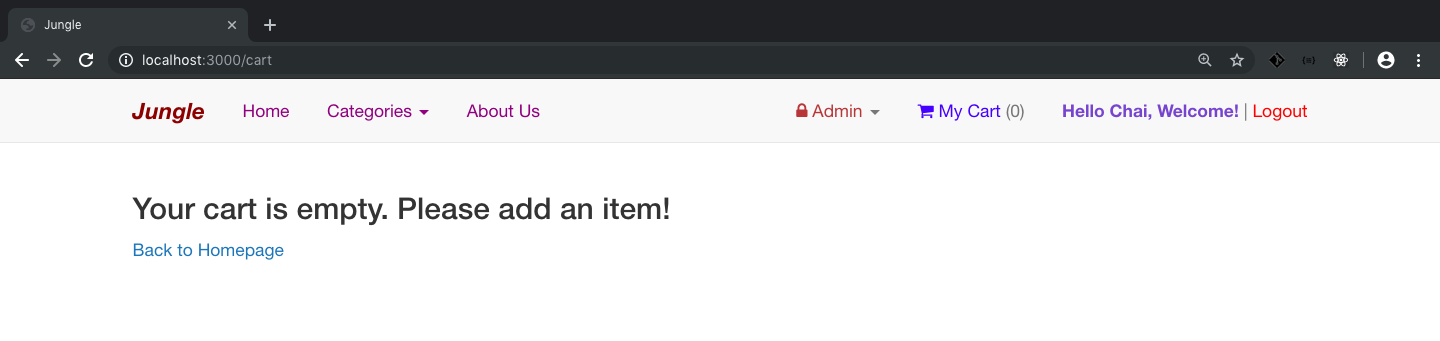 Jungle
localhost:3000/cart
Jungle Home Categories About Us Admin My Cart (0) Hello Chai, Welcome! | Logout
Your cart is empty. Please add an item!
Back to Homepage